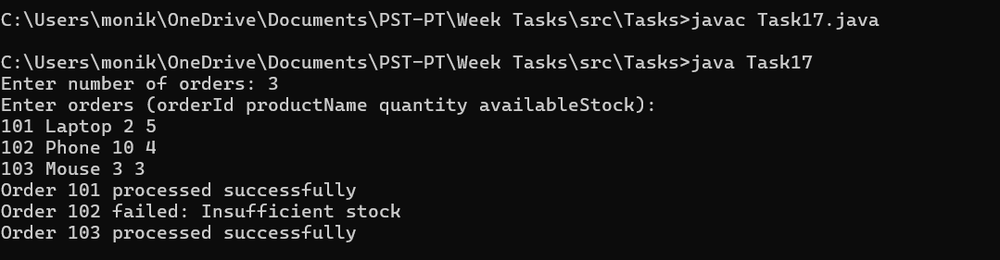 C:\Users\monik\OneDrive\Documents\PST-PT\Week Tasks\src\Tasks>javac Task17.java
C:\Users\monik\OneDrive\Documents\PST-PT\Week Tasks\src\Tasks>java Task17
Enter number of orders: 3
Enter orders (orderId productName quantity availableStock):
101 Laptop 2 5
102 Phone 10 4
103 Mouse 3 3
Order 101 processed successfully
Order 102 failed: Insufficient stock
Order 103 processed successfully